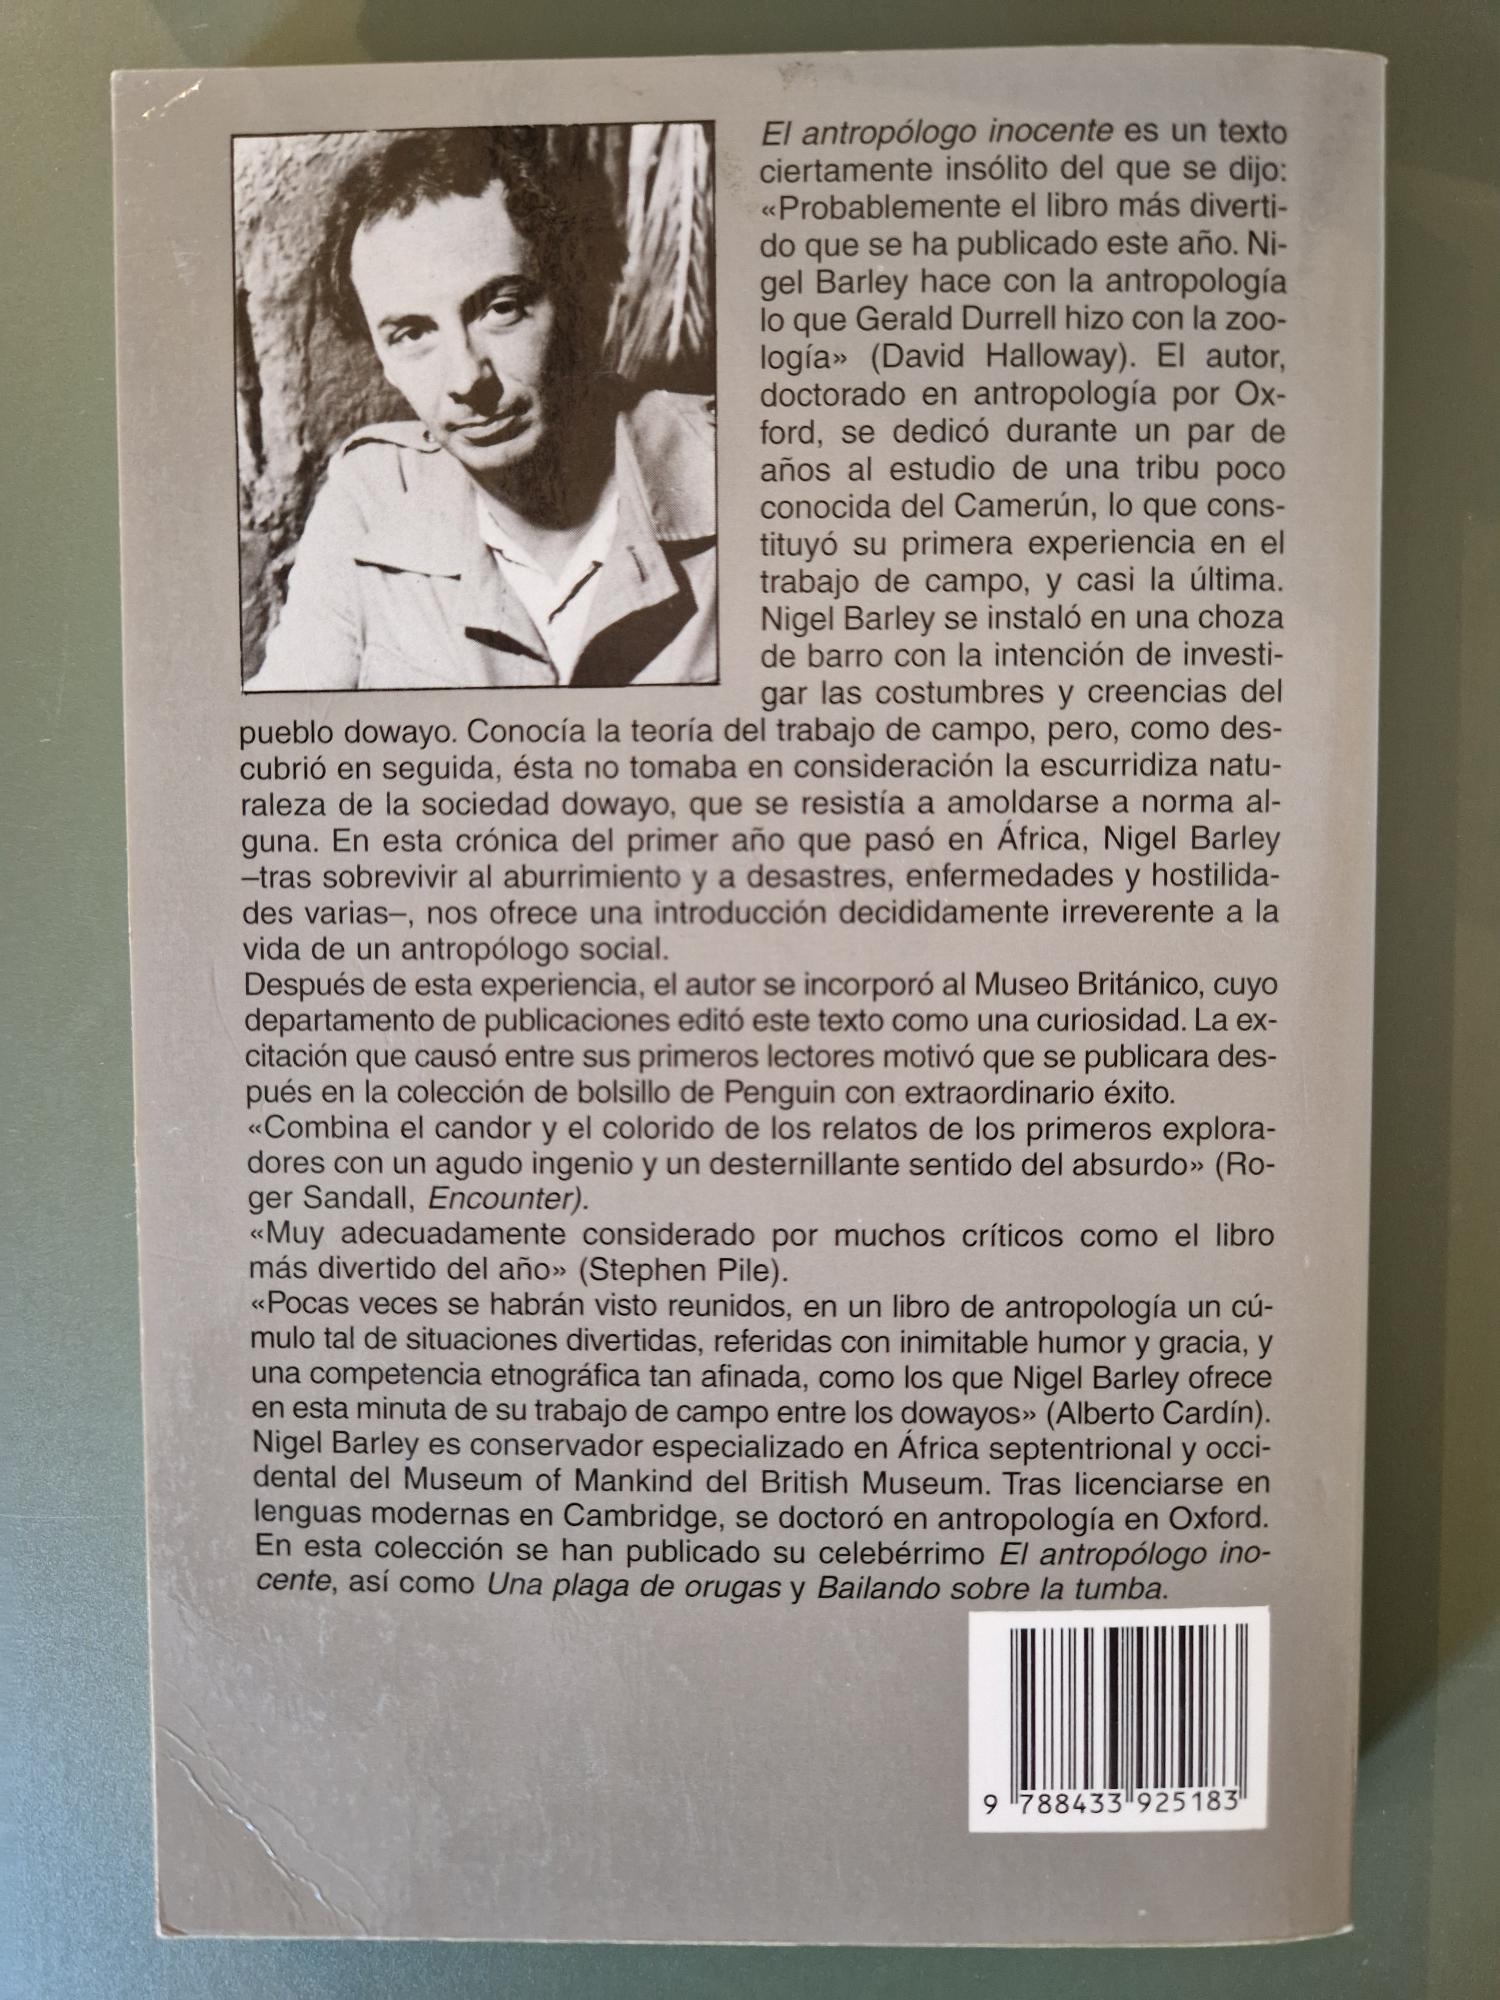 El antropólogo inocente es un texto
ciertamente insólito del que se dijo:
«Probablemente el libro más diverti-
do que se ha publicado este año. Ni-
gel Barley hace con la antropología
lo que Gerald Durrell hizo con la zoo-
logía» (David Halloway). El autor,
doctorado en antropología por Ox-
ford, se dedicó durante un par de
años al estudio de una tribu poco
conocida del Camerún, lo que cons-
tituyó su primera experiencia en el
trabajo de campo, y casi la última.
Nigel Barley se instaló en una choza
de barro con la intención de investi-
gar las costumbres y creencias del
pueblo dowayo. Conocía la teoría del trabajo de campo, pero, como des-
cubrió en seguida, ésta no tomaba en consideración la escurridiza natu-
raleza de la sociedad dowayo, que se resistía a amoldarse a norma al-
guna. En esta crónica del primer año que pasó en África, Nigel Barley
–tras sobrevivir al aburrimiento y a desastres, enfermedades y hostilida-
des varias–, nos ofrece una introducción decididamente irreverente a la
vida de un antropólogo social.
Después de esta experiencia, el autor se incorporó al Museo Británico, cuyo
departamento de publicaciones editó este texto como una curiosidad. La ex-
citación que causó entre sus primeros lectores motivó que se publicara des-
pués en la colección de bolsillo de Penguin con extraordinario éxito.
«Combina el candor y el colorido de los relatos de los primeros explora-
dores con un agudo ingenio y un desternillante sentido del absurdo» (Ro-
ger Sandall, Encounter).
«Muy adecuadamente considerado por muchos críticos como el libro
más divertido del año» (Stephen Pile).
«Pocas veces se habrán visto reunidos, en un libro de antropología un cú-
mulo tal de situaciones divertidas, referidas con inimitable humor y gracia, y
una competencia etnográfica tan afinada, como los que Nigel Barley ofrece
en esta minuta de su trabajo de campo entre los dowayos» (Alberto Cardín).
Nigel Barley es conservador especializado en África septentrional y occi-
dental del Museum of Mankind del British Museum. Tras licenciarse en
lenguas modernas en Cambridge, se doctoró en antropología en Oxford.
En esta colección se han publicado su celebérrimo El antropólogo ino-
cente, así como Una plaga de orugas y Bailando sobre la tumba.
9 788433 925183